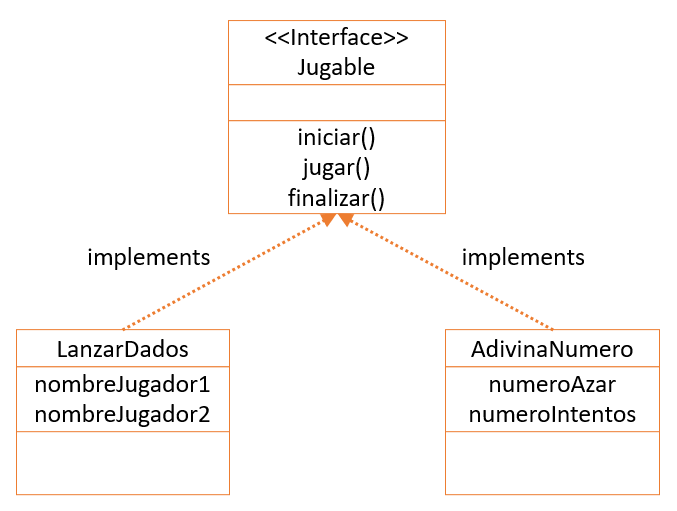 <<Interface>>
Jugable
iniciar()
jugar()
finalizar()
implements
implements
LanzarDados
nombreJugador1
nombreJugador2
AdivinaNumero
numeroAzar
numeroIntentos